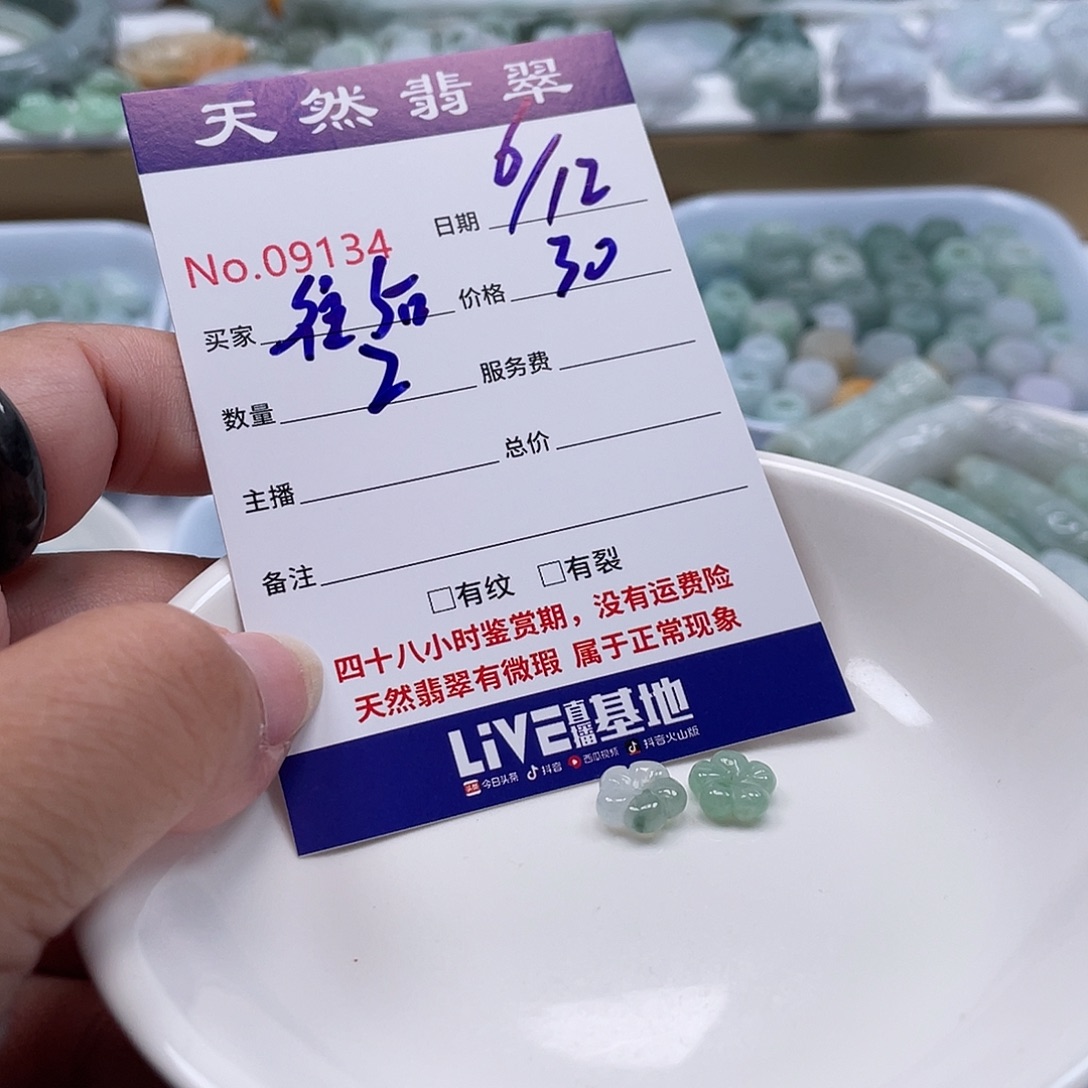 天然翡翠
日期 6/12
No.09134
买家 往后 价格 30
数量 2 服务费
主播 总价
备注
□有纹 □有裂
四十八小时鉴赏期，没有运费险
天然翡翠有微瑕 属于正常现象
LiVE直播基地
头条 今日头条 抖音 西瓜视频 抖音火山版